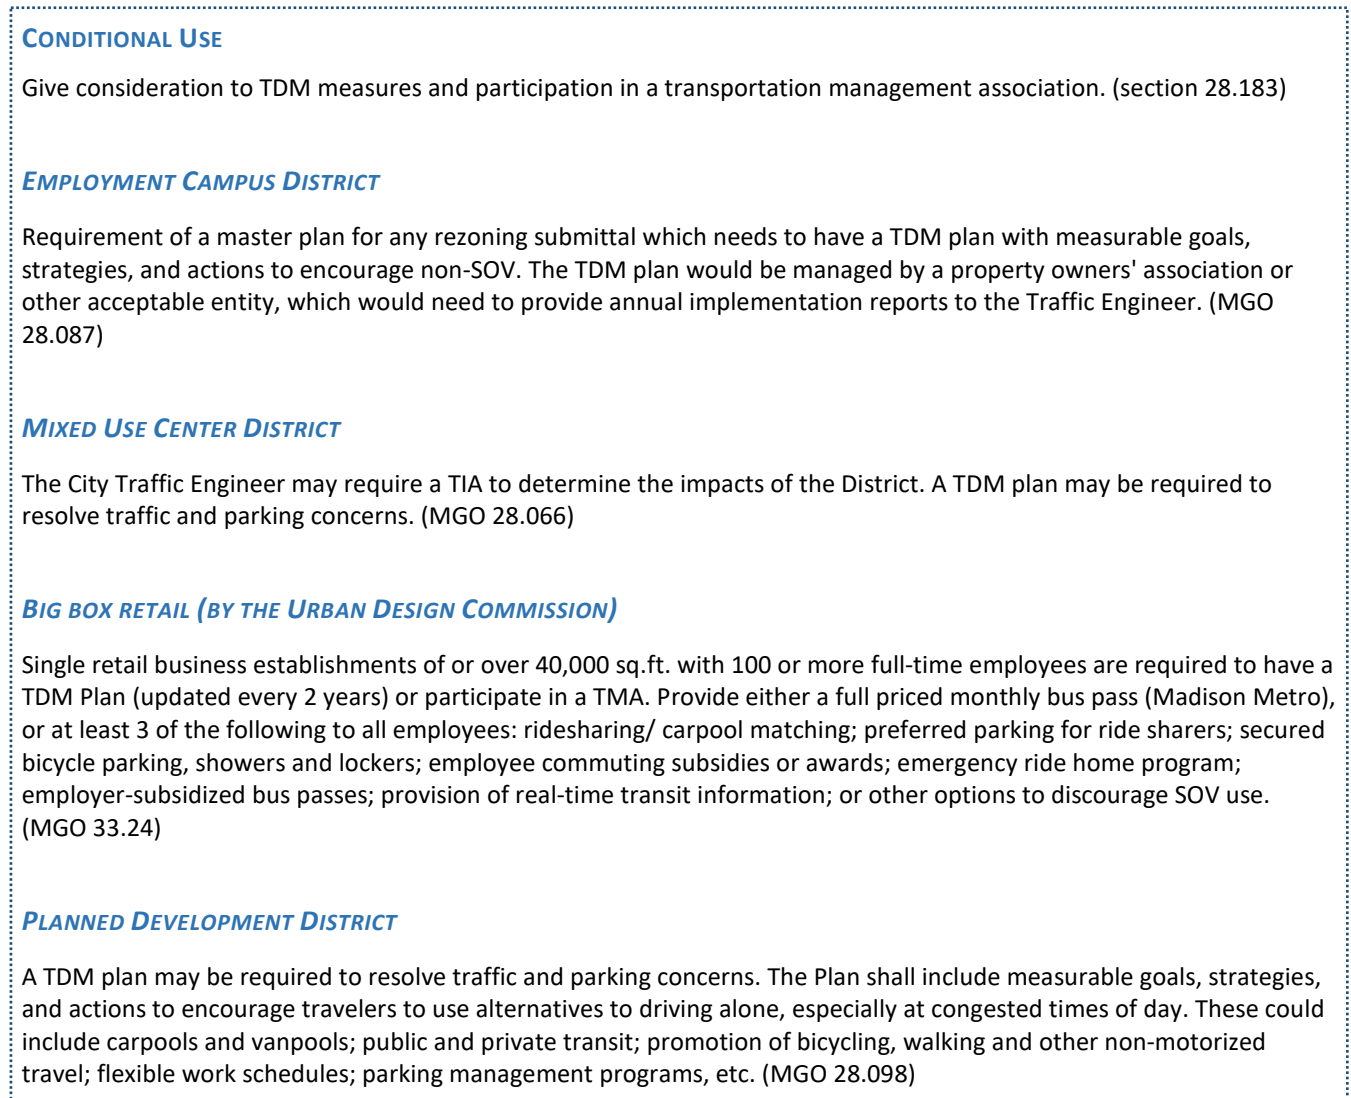 CONDITIONAL USE
Give consideration to TDM measures and participation in a transportation management association. (section 28.183)
EMPLOYMENT CAMPUS DISTRICT
Requirement of a master plan for any rezoning submittal which needs to have a TDM plan with measurable goals,
strategies, and actions to encourage non-SOV. The TDM plan would be managed by a property owners' association or
other acceptable entity, which would need to provide annual implementation reports to the Traffic Engineer. (MGO
28.087)
MIXED USE CENTER DISTRICT
The City Traffic Engineer may require a TIA to determine the impacts of the District. A TDM plan may be required to
resolve traffic and parking concerns. (MGO 28.066)
BIG BOX RETAIL (BY THE URBAN DESIGN COMMISSION)
Single retail business establishments of or over 40,000 sq.ft. with 100 or more full-time employees are required to have a
TDM Plan (updated every 2 years) or participate in a TMA. Provide either a full priced monthly bus pass (Madison Metro),
or at least 3 of the following to all employees: ridesharing/ carpool matching; preferred parking for ride sharers; secured
bicycle parking, showers and lockers; employee commuting subsidies or awards; emergency ride home program;
employer-subsidized bus passes; provision of real-time transit information; or other options to discourage SOV use.
(MGO 33.24)
PLANNED DEVELOPMENT DISTRICT
A TDM plan may be required to resolve traffic and parking concerns. The Plan shall include measurable goals, strategies,
and actions to encourage travelers to use alternatives to driving alone, especially at congested times of day. These could
include carpools and vanpools; public and private transit; promotion of bicycling, walking and other non-motorized
travel; flexible work schedules; parking management programs, etc. (MGO 28.098)